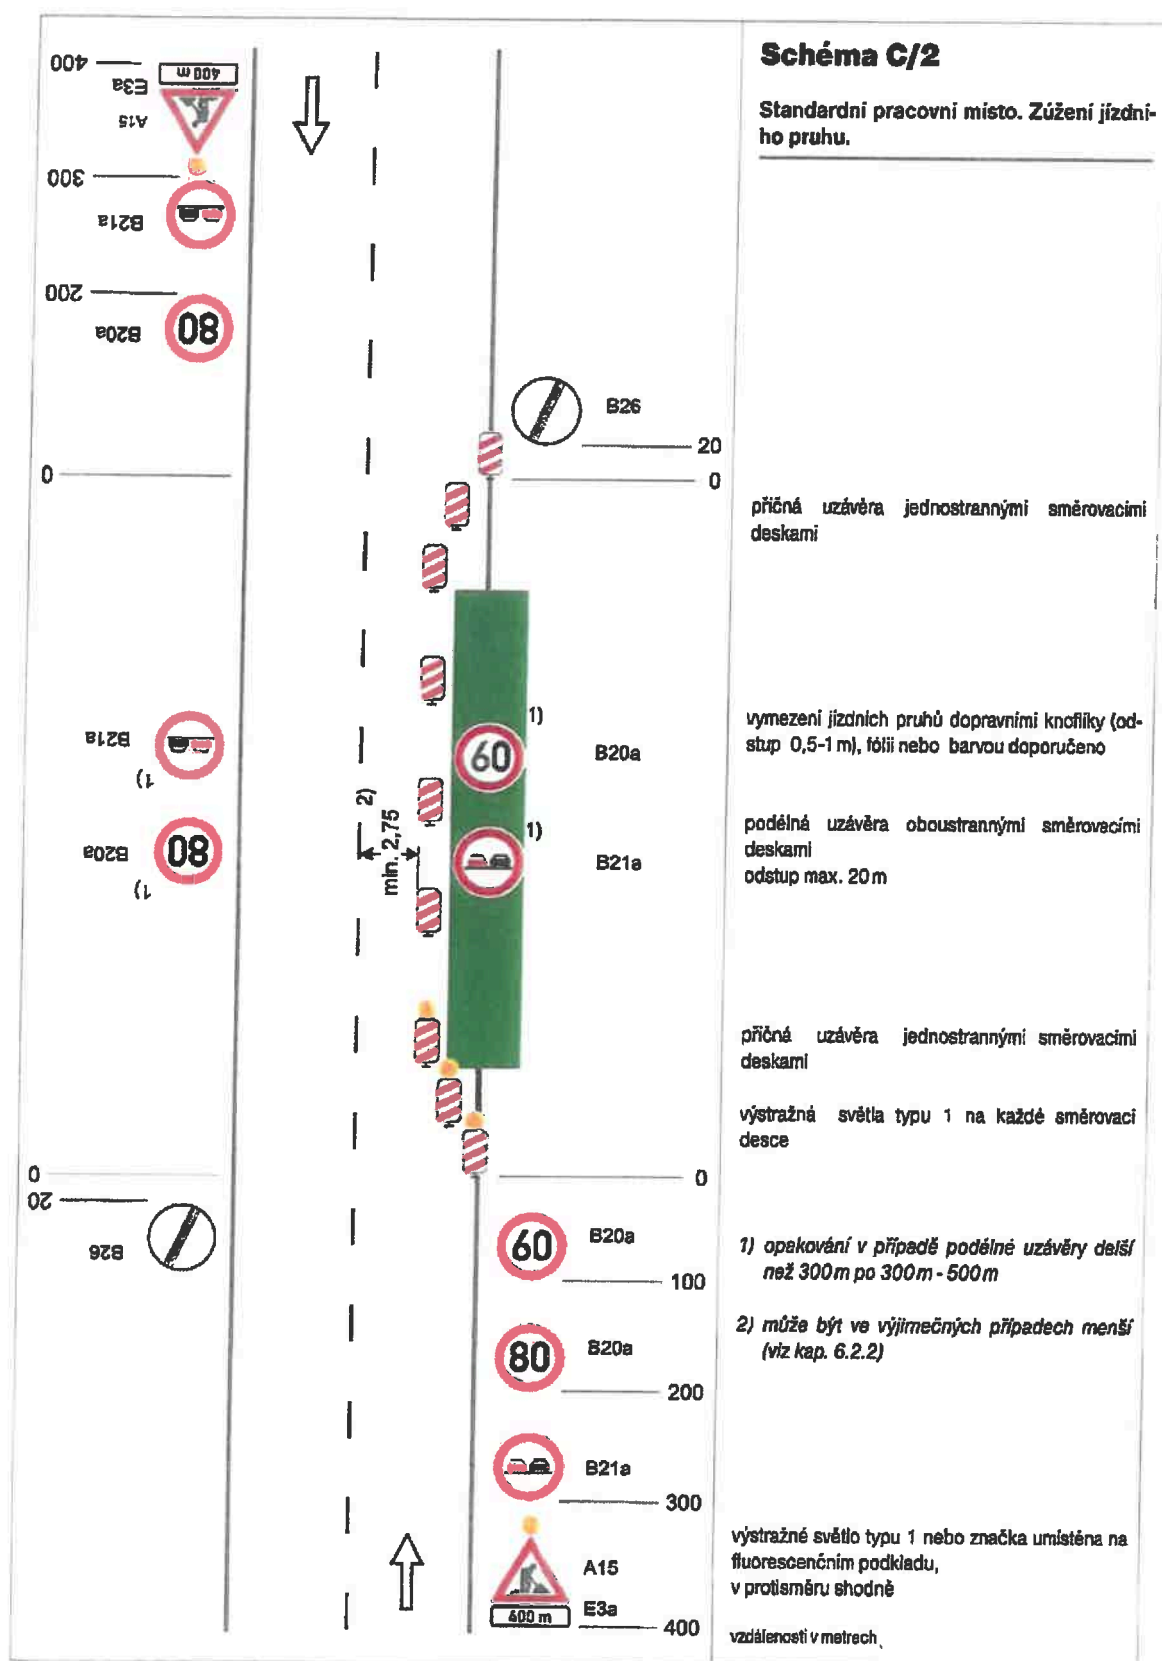 Schéma C/2
Standardní pracovní místo. Zúžení jízdní-
ho pruhu.
400
400 m
E3a
A15
300
B21a
200
B20a
80
B26
20
0
0
příčná uzávěra jednostrannými směrovacími
deskami
1)
vymezení jízdních pruhů dopravními knoflíky (od-
stup 0,5-1 m), fólií nebo barvou doporučeno
B21a
1)
60
B20a
2)
min. 2,75
1)
podélná uzávěra oboustrannými směrovacími
deskami
odstup max. 20 m
B20a
80
1)
B21a
příčná uzávěra jednostrannými směrovacími
deskami
výstražná světla typu 1 na každé směrovací
desce
0
0
20
B26
60
B20a
100
1) opakování v případě podélné uzávěry delší
než 300 m po 300 m - 500 m
80
B20a
200
2) může být ve výjimečných případech menší
(viz kap. 6.2.2)
B21a
300
výstražné světlo typu 1 nebo značka umístěna na
fluorescenčním podkladu,
v protisměru shodně
A15
E3a
400 m
400
vzdálenosti v metrech